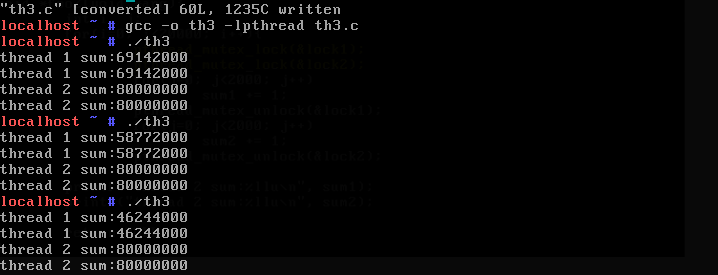 "th3.c" [converted] 60L, 1235C written
localhost ~ # gcc -o th3 -lpthread th3.c
localhost ~ # ./th3
thread 1 sum:69142000
thread 1 sum:69142000
thread 2 sum:80000000
thread 2 sum:80000000
localhost ~ # ./th3
thread 1 sum:58772000
thread 1 sum:58772000
thread 2 sum:80000000
thread 2 sum:80000000
localhost ~ # ./th3
thread 1 sum:46244000
thread 1 sum:46244000
thread 2 sum:80000000
thread 2 sum:80000000